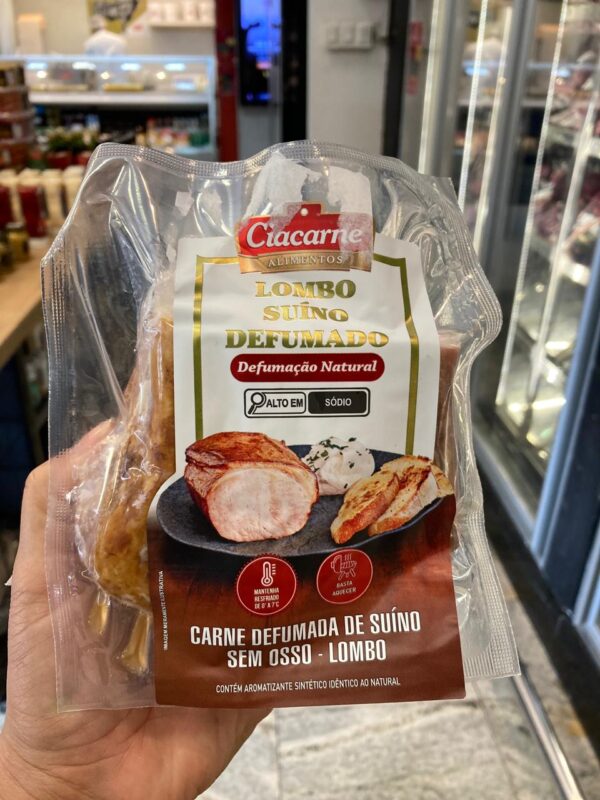 Ciacarne
ALIMENTOS
LOMBO
SUÍNO
DEFUMADO
Defumação Natural
ALTO EM SÓDIO
MANTENHA
RESFRIADO
DE 0° A 7°C
BASTA
AQUECER
IMAGEM MERAMENTE ILUSTRATIVA
CARNE DEFUMADA DE SUÍNO
SEM OSSO - LOMBO
CONTÉM AROMATIZANTE SINTÉTICO IDÊNTICO AO NATURAL